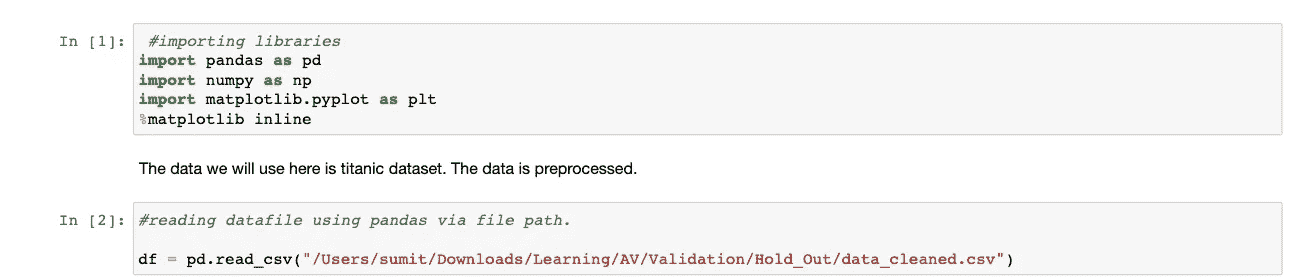 In [1]: #importing libraries
import pandas as pd
import numpy as np
import matplotlib.pyplot as plt
%matplotlib inline
The data we will use here is titanic dataset. The data is preprocessed.
In [2]: #reading datafile using pandas via file path.
df = pd.read_csv("/Users/sumit/Downloads/Learning/AV/Validation/Hold_Out/data_cleaned.csv")